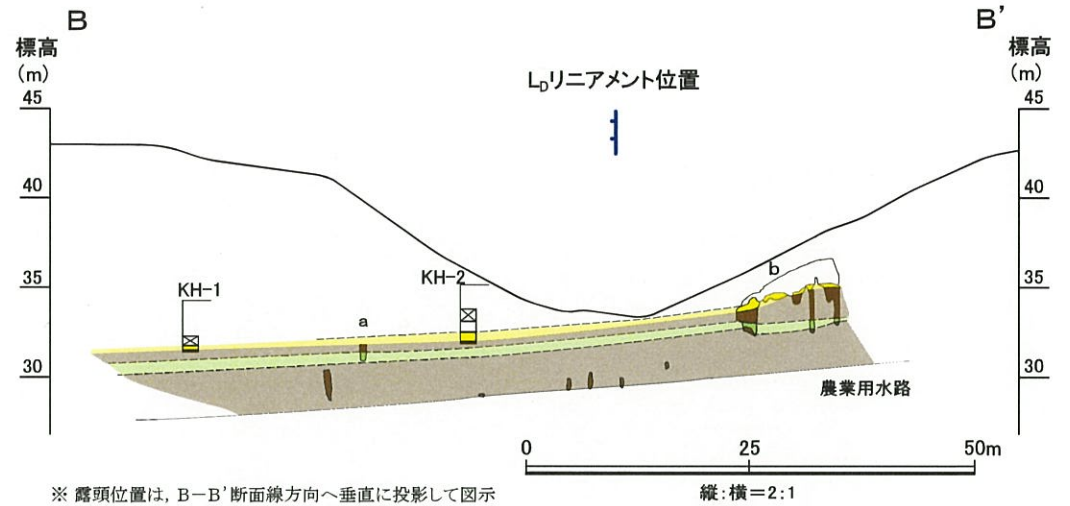 B
B’
標高
(m)
標高
(m)
LDリニアメント位置
45
45
40
40
35
35
30
30
KH-1
KH-2
a
b
農業用水路
0
25
50m
縦:横=2:1
※ 露頭位置は, B-B’断面線方向へ垂直に投影して図示